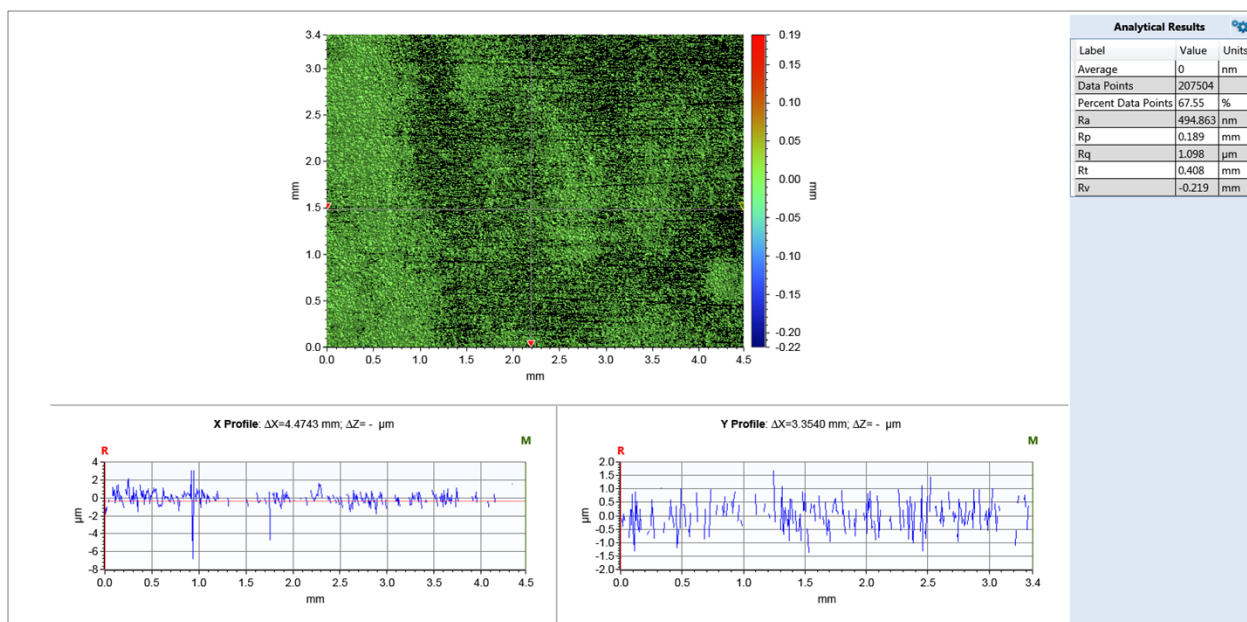 3.4
3.0
2.5
2.0
1.5
1.0
0.5
0.0
mm
0.0 0.5 1.0 1.5 2.0 2.5 3.0 3.5 4.0 4.5
mm
0.19
0.15
0.10
0.05
0.00
-0.05
-0.10
-0.15
-0.20
-0.22
mm
Analytical Results
Label Value Units
Average 0 nm
Data Points 207504
Percent Data Points 67.55 %
Ra 494.863 nm
Rp 0.189 mm
Rq 1.098 µm
Rt 0.408 mm
Rv -0.219 mm
X Profile: ΔX=4.4743 mm; ΔZ= - µm
R M
4
2
0
-2
-4
-6
-8
µm
0.0 0.5 1.0 1.5 2.0 2.5 3.0 3.5 4.0 4.5
mm
Y Profile: ΔX=3.3540 mm; ΔZ= - µm
R M
2.0
1.5
1.0
0.5
0.0
-0.5
-1.0
-1.5
-2.0
µm
0.0 0.5 1.0 1.5 2.0 2.5 3.0 3.4
mm